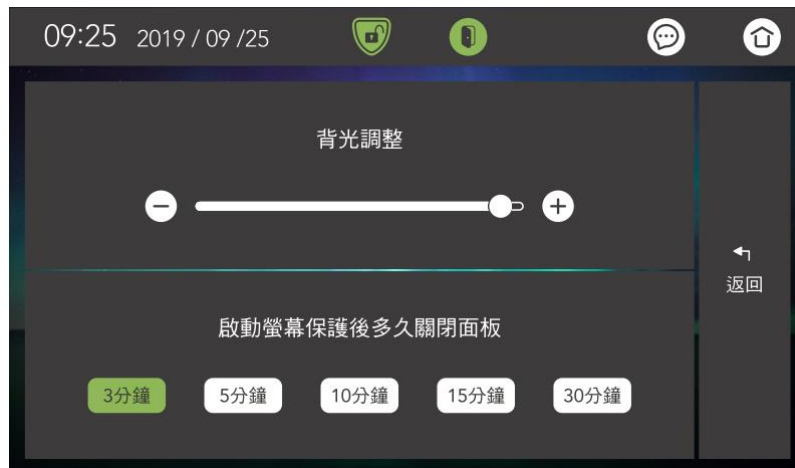 09:25 2019 / 09 /25
背光調整
返回
啟動螢幕保護後多久關閉面板
3分鐘 5分鐘 10分鐘 15分鐘 30分鐘